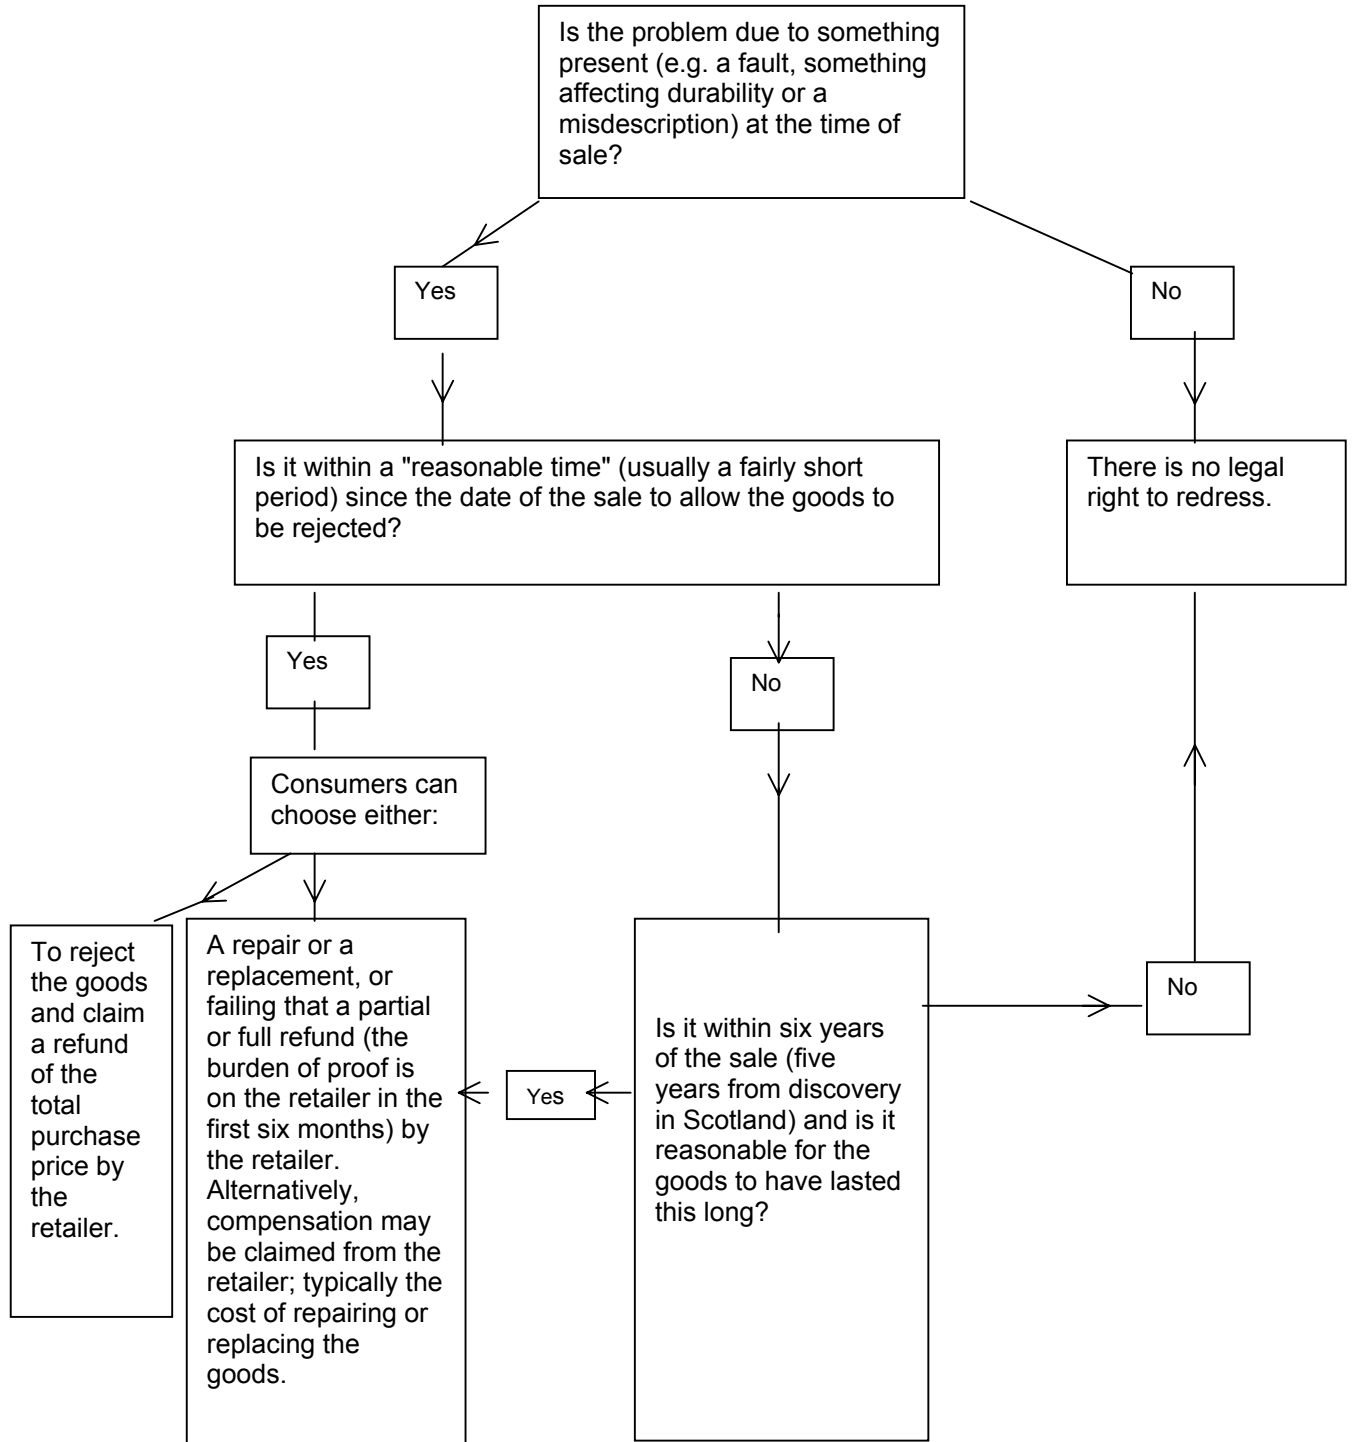 Is the problem due to something
present (e.g. a fault, something
affecting durability or a
misdescription) at the time of
sale?
Yes
No
Is it within a "reasonable time" (usually a fairly short
period) since the date of the sale to allow the goods to
be rejected?
There is no legal
right to redress.
Yes
No
Consumers can
choose either:
To reject
the goods
and claim
a refund
of the
total
purchase
price by
the
retailer.
A repair or a
replacement, or
failing that a partial
or full refund (the
burden of proof is
on the retailer in the
first six months) by
the retailer.
Alternatively,
compensation may
be claimed from the
retailer; typically the
cost of repairing or
replacing the
goods.
Yes
Is it within six years
of the sale (five
years from discovery
in Scotland) and is it
reasonable for the
goods to have lasted
this long?
No